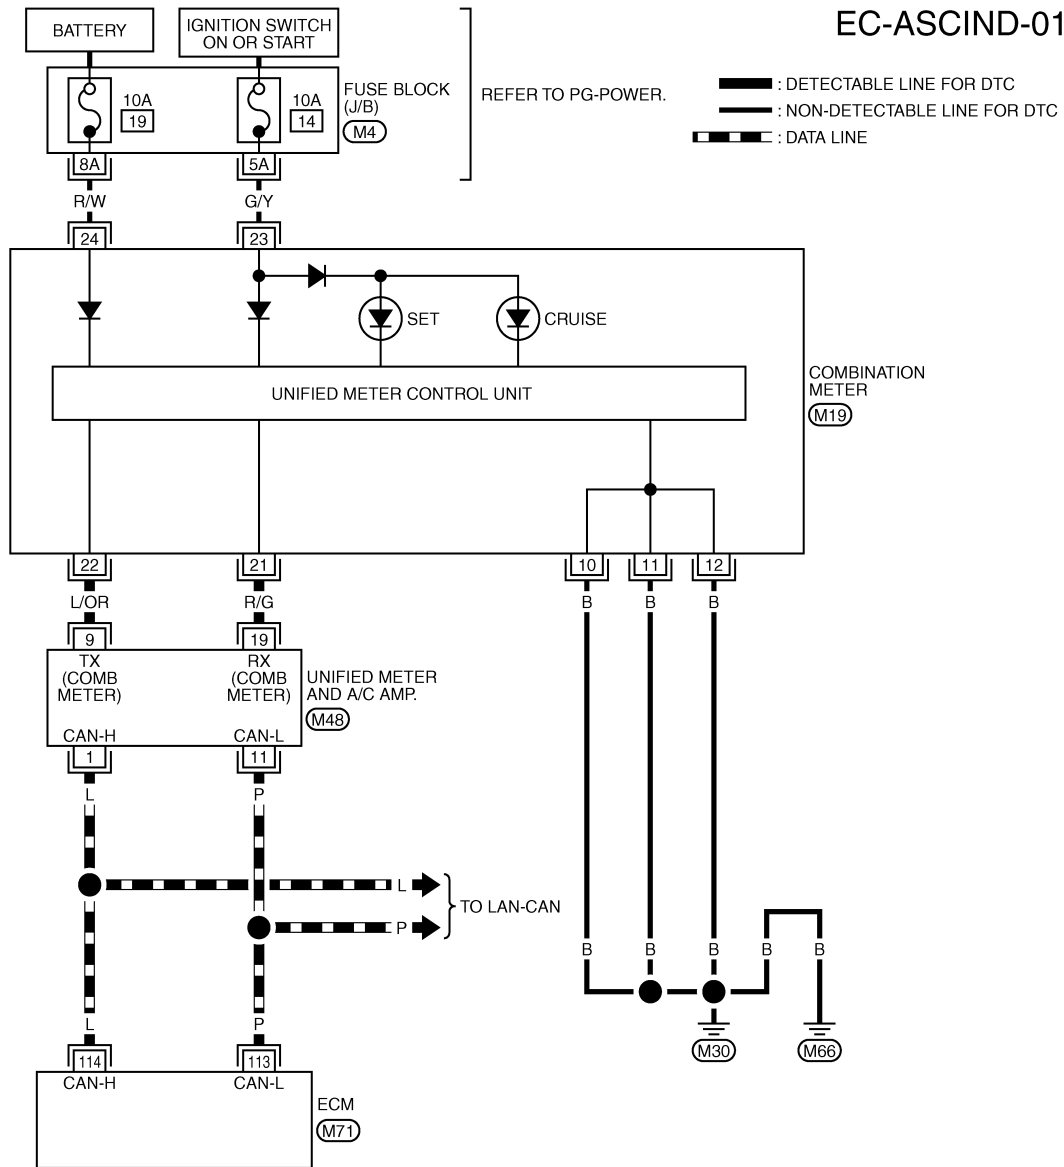 EC-ASCIND-01
BATTERY
IGNITION SWITCH
ON OR START
FUSE BLOCK
(J/B)
M4
10A
19
10A
14
REFER TO PG-POWER.
: DETECTABLE LINE FOR DTC
: NON-DETECTABLE LINE FOR DTC
: DATA LINE
8A
5A
R/W
G/Y
24
23
SET
CRUISE
UNIFIED METER CONTROL UNIT
COMBINATION
METER
M19
22
21
10
11
12
L/OR
R/G
B
B
B
9
19
TX
(COMB
METER)
RX
(COMB
METER)
UNIFIED METER
AND A/C AMP.
M48
CAN-H
CAN-L
1
11
L
P
L
P
TO LAN-CAN
B
B
B
B
B
L
P
M30
M66
114
113
CAN-H
CAN-L
ECM
M71